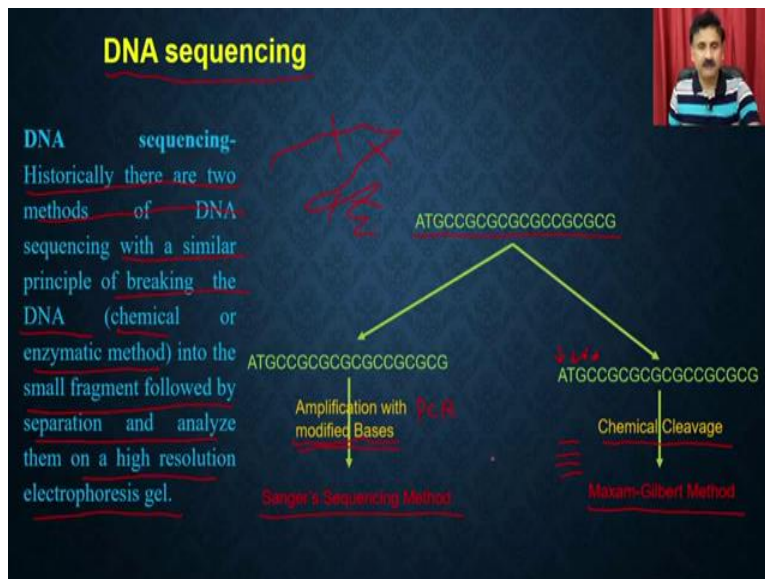 DNA sequencing
DNA sequencing-
Historically there are two
methods of DNA
sequencing with a similar
principle of breaking the
DNA (chemical or
enzymatic method) into the
small fragment followed by
separation and analyze
them on a high resolution
electrophoresis gel.
ATGCCGCGCGCGCCGCGCG
ATGCCGCGCGCGCCGCGCG
Amplification with PCR
modified Bases
Sanger's Sequencing Method
ATGCCGCGCGCGCCGCGCG
Chemical Cleavage
Maxam-Gilbert Method